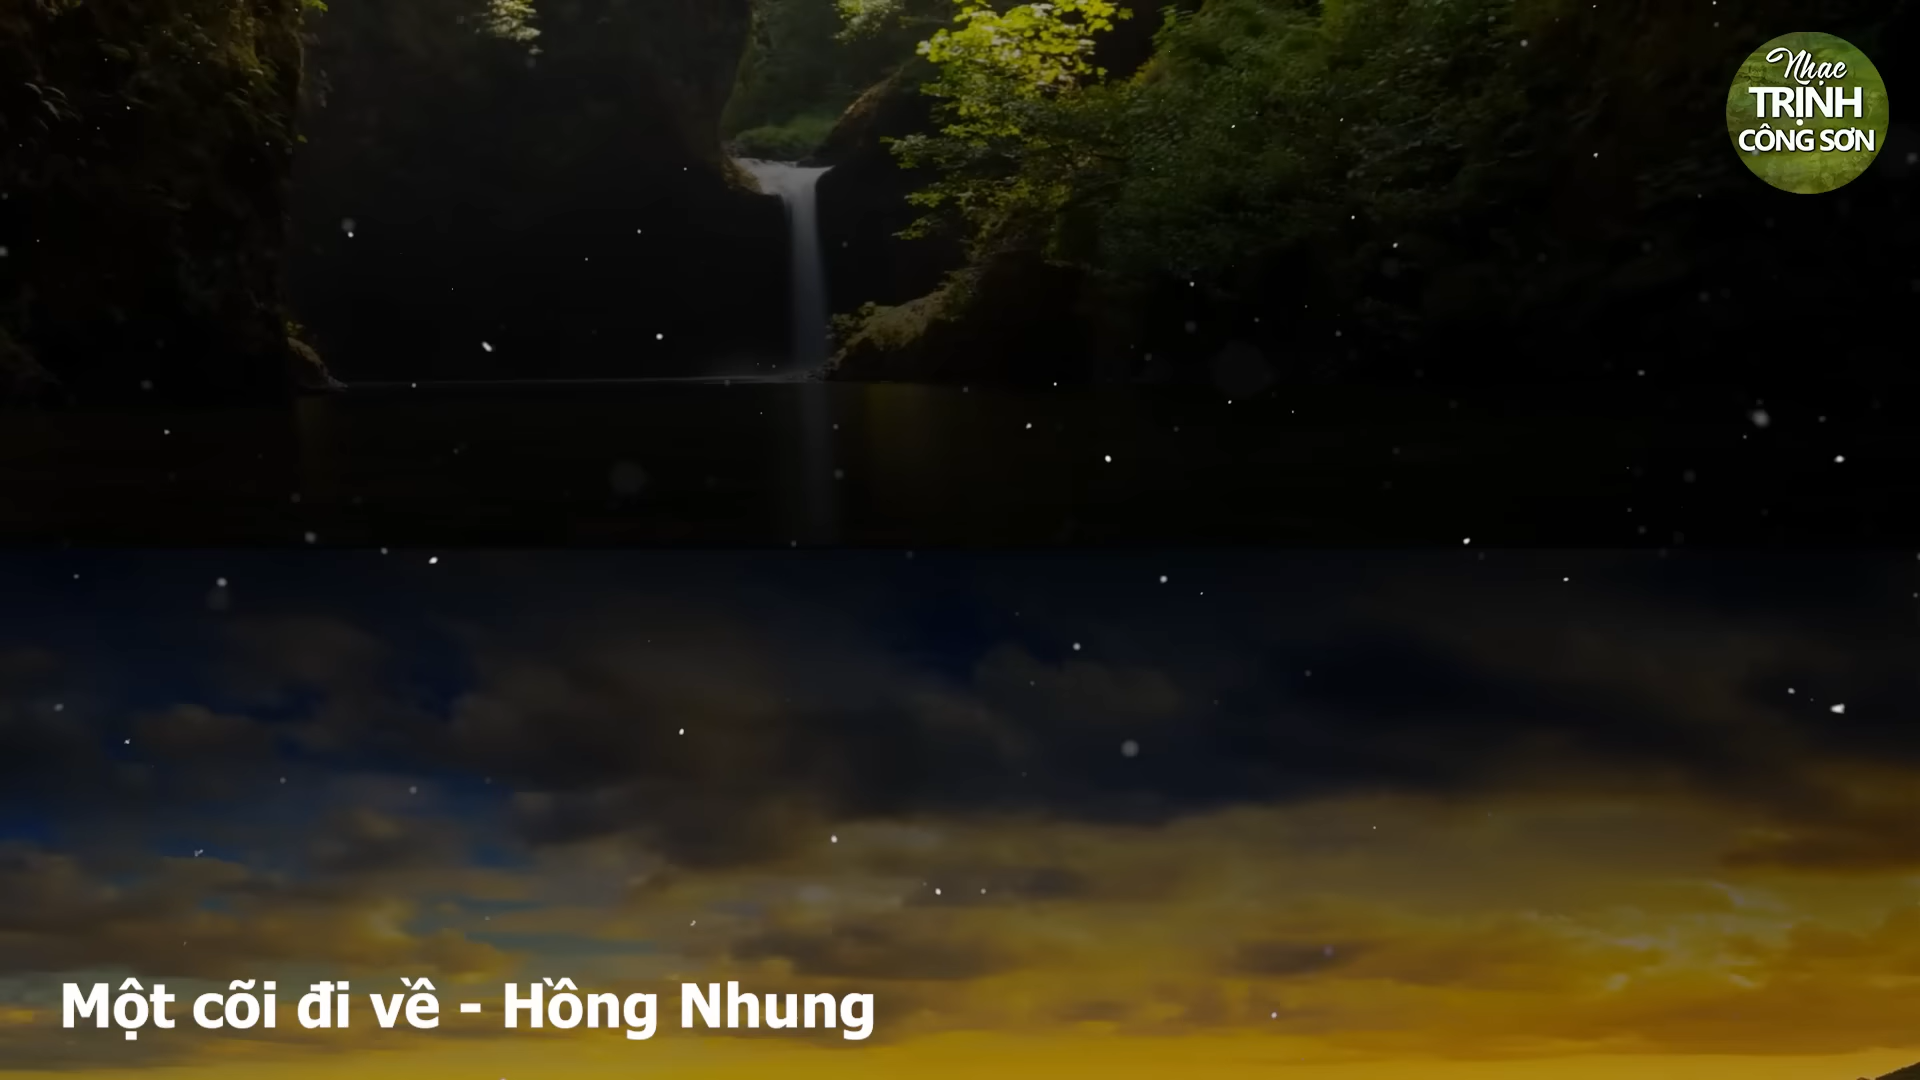 Nhạc
TRỊNH
CÔNG SƠN
Một cõi đi về - Hồng Nhung